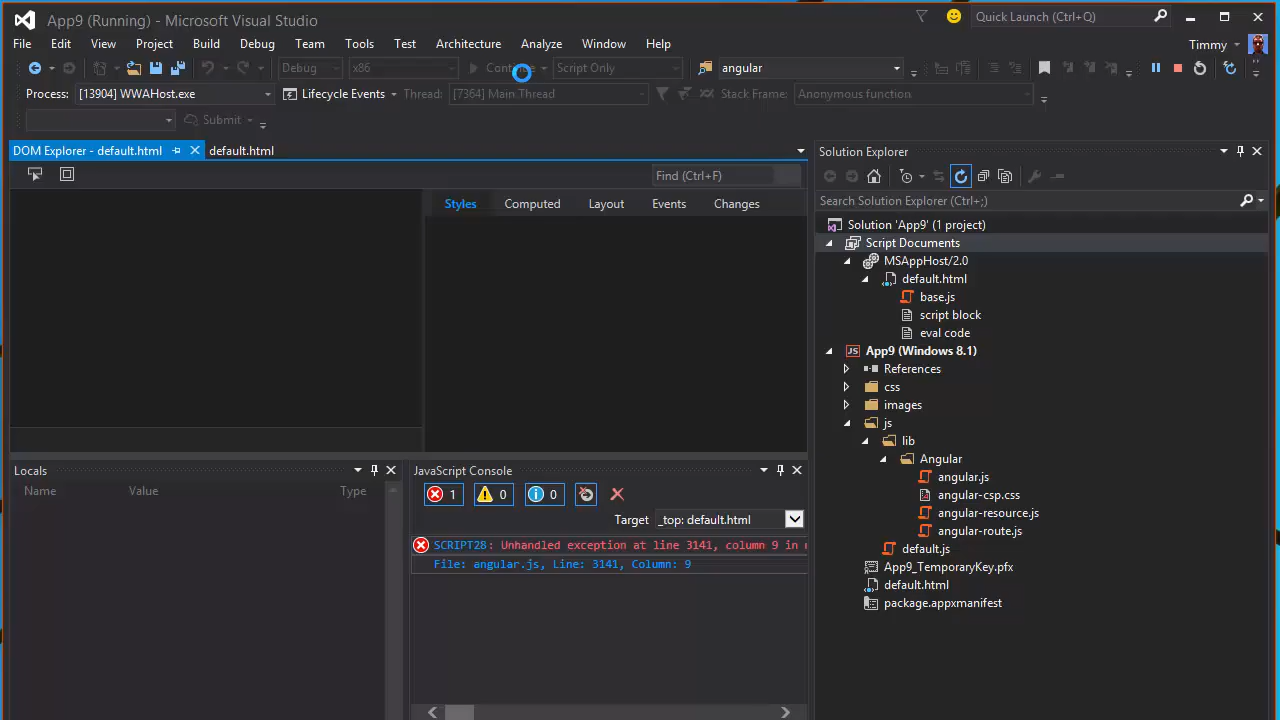 App9 (Running) - Microsoft Visual Studio
Quick Launch (Ctrl+Q)
File Edit View Project Build Debug Team Tools Test Architecture Analyze Window Help
Timmy
Debug x86 Continue Script Only angular
Process: [13904] WWAHost.exe Lifecycle Events Thread: [7364] Main Thread Stack Frame: Anonymous function
Submit
DOM Explorer - default.html default.html
Find (Ctrl+F)
Styles Computed Layout Events Changes
Locals
Name Value Type
JavaScript Console
1 0 0
Target _top: default.html
SCRIPT28: Unhandled exception at line 3141, column 9 in
File: angular.js, Line: 3141, Column: 9
Solution Explorer
Search Solution Explorer (Ctrl+;)
Solution 'App9' (1 project)
Script Documents
MSAppHost/2.0
default.html
base.js
script block
eval code
JS App9 (Windows 8.1)
References
css
images
js
lib
Angular
angular.js
angular-csp.css
angular-resource.js
angular-route.js
default.js
App9_TemporaryKey.pfx
default.html
package.appxmanifest